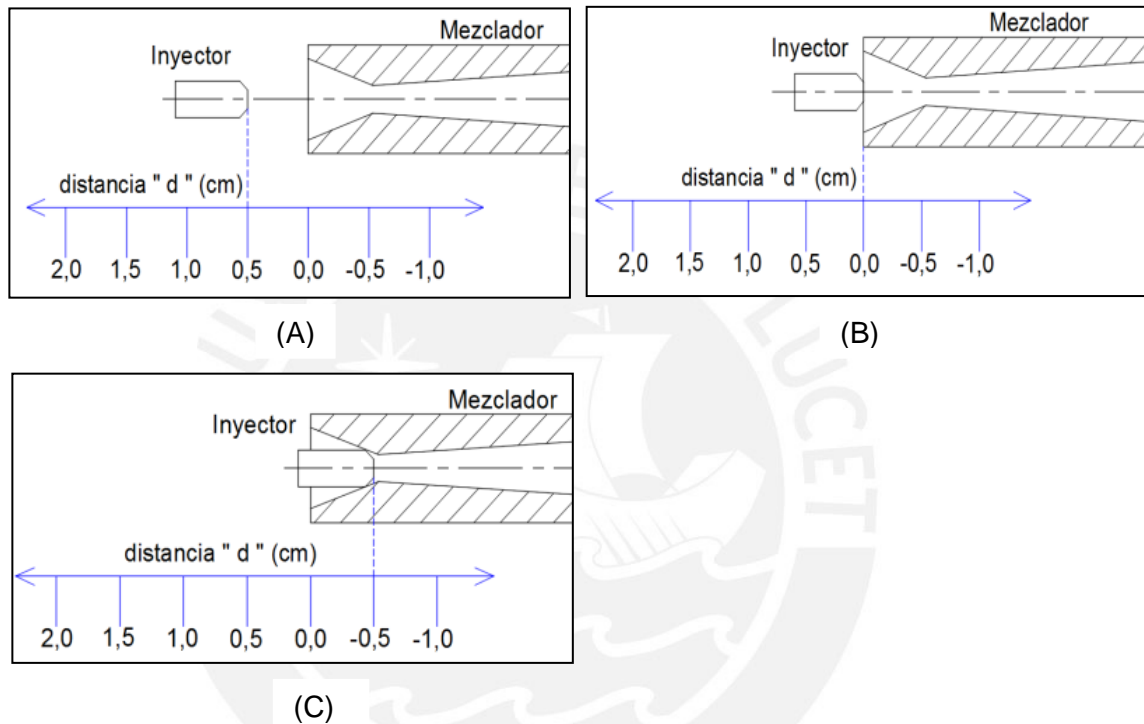 Mezclador
Inyector
distancia " d " (cm)
2,0 1,5 1,0 0,5 0,0 -0,5 -1,0
(A)
Mezclador
Inyector
distancia " d " (cm)
2,0 1,5 1,0 0,5 0,0 -0,5 -1,0
(B)
Mezclador
Inyector
distancia " d " (cm)
2,0 1,5 1,0 0,5 0,0 -0,5 -1,0
(C)
LUCET